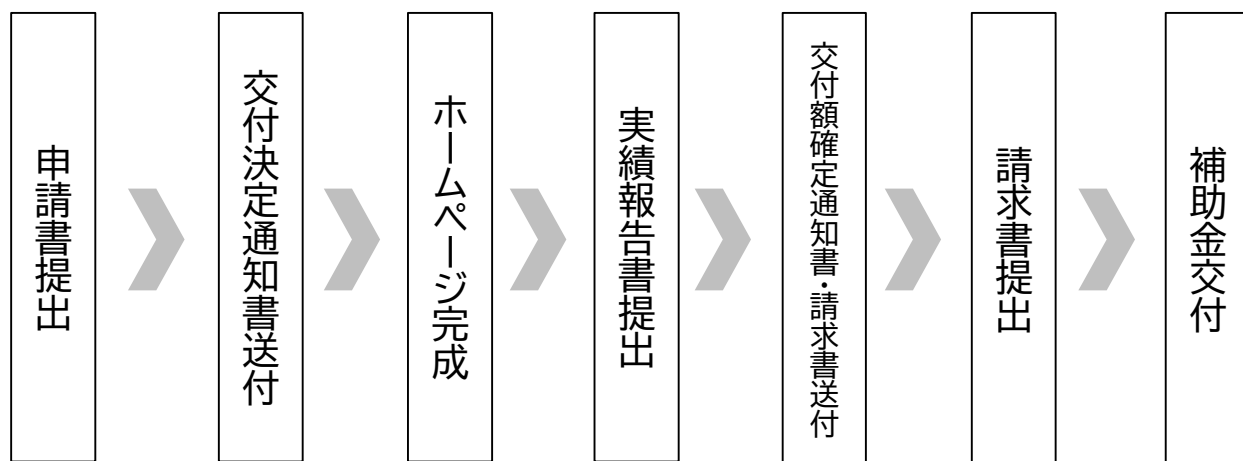 申請書提出
交付決定通知書送付
ホームページ完成
実績報告書提出
交付額確定通知書・請求書送付
請求書提出
補助金交付